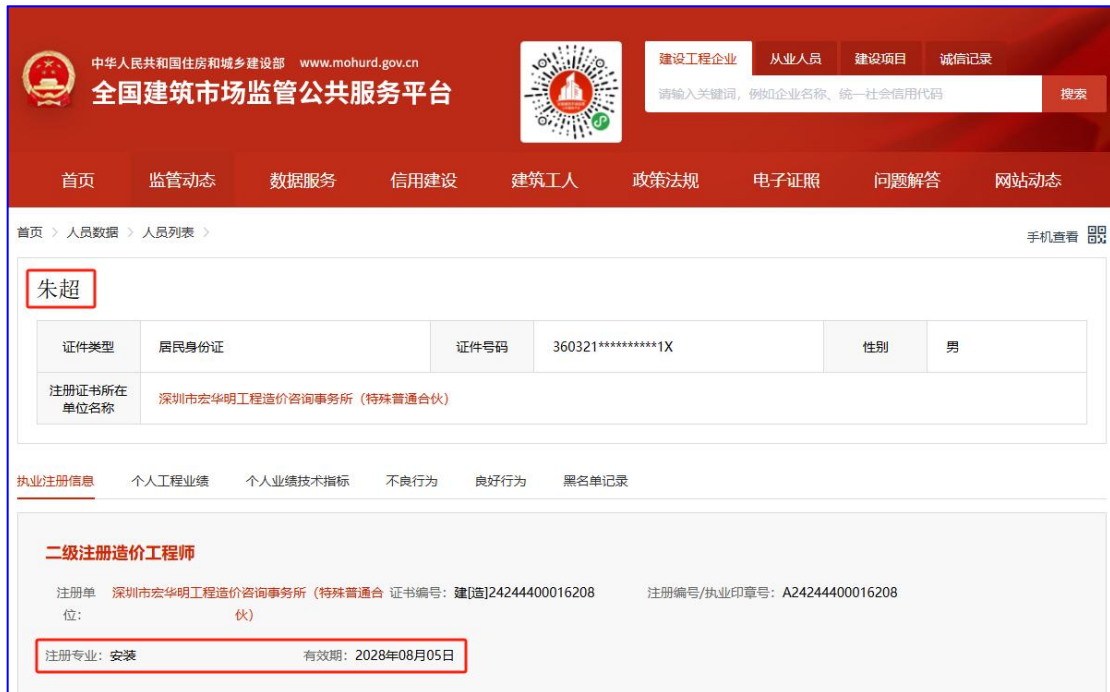 中华人民共和国住房和城乡建设部 www.mohurd.gov.cn
全国建筑市场监管公共服务平台
建设工程企业 从业人员 建设项目 诚信记录
请输入关键词，例如企业名称、统一社会信用代码 搜索
首页 监管动态 数据服务 信用建设 建筑工人 政策法规 电子证照 问题解答 网站动态
首页 > 人员数据 > 人员列表 >
手机查看
朱超
证件类型 居民身份证 证件号码 360321**********1X 性别 男
注册证书所在
单位名称
深圳市宏华明工程造价咨询事务所（特殊普通合伙）
执业注册信息 个人工程业绩 个人业绩技术指标 不良行为 良好行为 黑名单记录
二级注册造价工程师
注册单 深圳市宏华明工程造价咨询事务所（特殊普通合 证书编号：建[造]24244400016208 注册编号/执业印章号：A24244400016208
位： 伙）
注册专业：安装 有效期：2028年08月05日